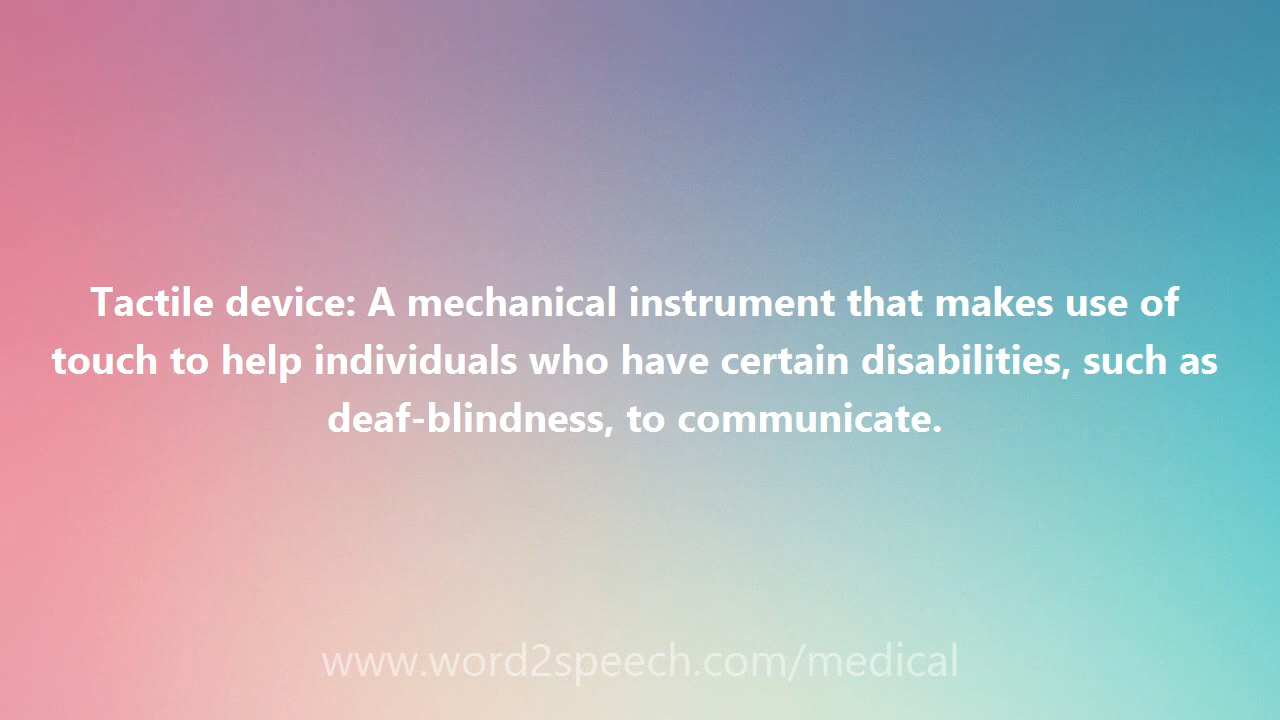 Tactile device: A mechanical instrument that makes use of
touch to help individuals who have certain disabilities, such as
deaf-blindness, to communicate.
www.word2speech.com/medical